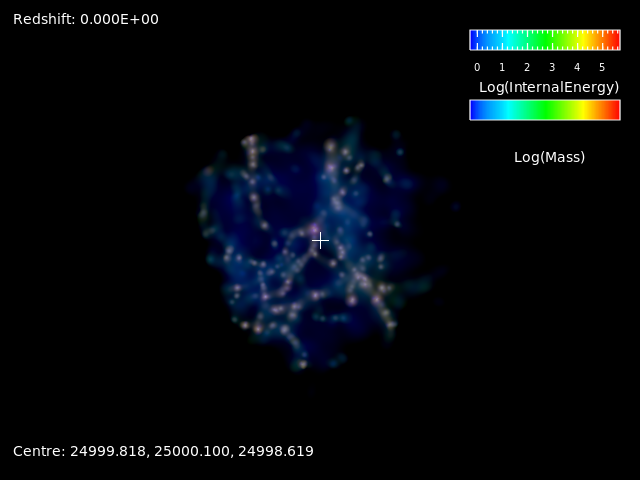 Redshift: 0.000E+00
0 1 2 3 4 5
Log(InternalEnergy)
Log(Mass)
Centre: 24999.818, 25000.100, 24998.619